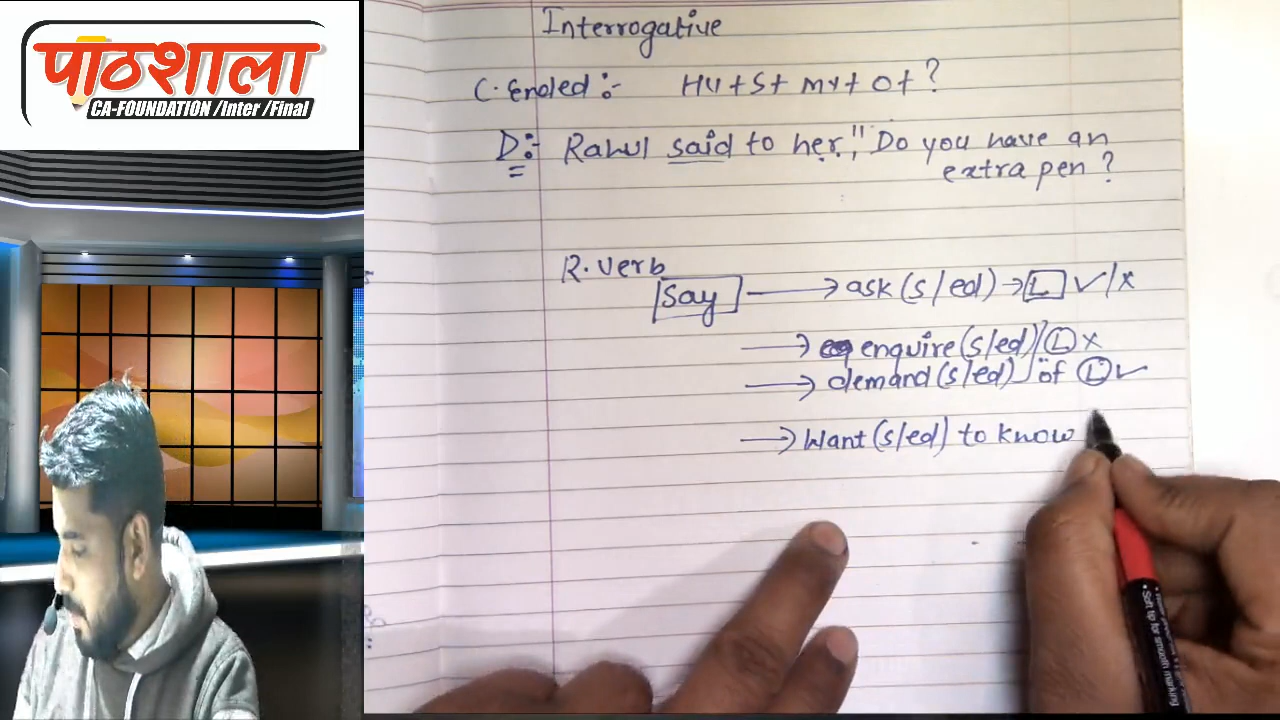 पाठशाला
CA-FOUNDATION /Inter /Final
Interrogative
C. Ended :- HV + S + MV + O + ?
D:- Rahul said to her, "Do you have an
extra pen ?
R. verb
Say → ask (s/ed) → L ✓/x
→ enquire (s/ed) L x
→ demand (s/ed) of L ✓
→ Want (s/ed) to know